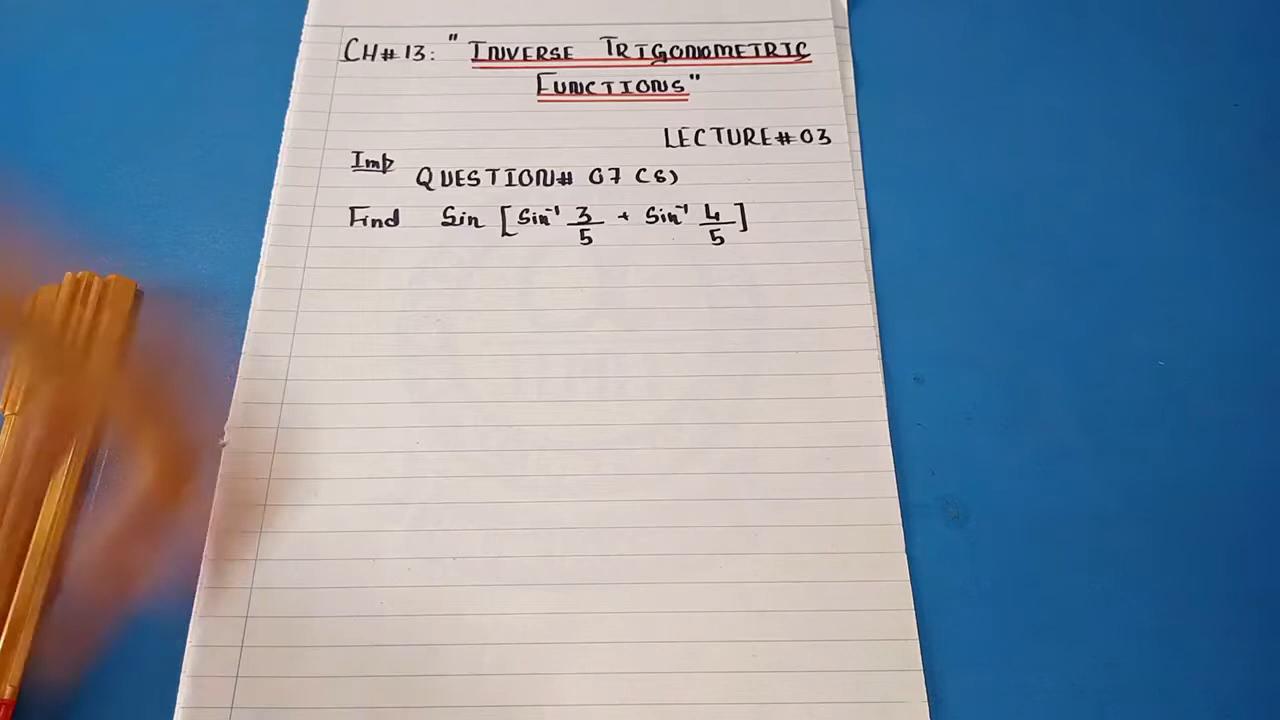 CH# 13: " INVERSE TRIGONOMETRIC
FUNCTIONS"
LECTURE# 03
Imp
QUESTION# 07 (s)
Find Sin [Sin⁻¹ 3/5 + Sin⁻¹ 4/5]